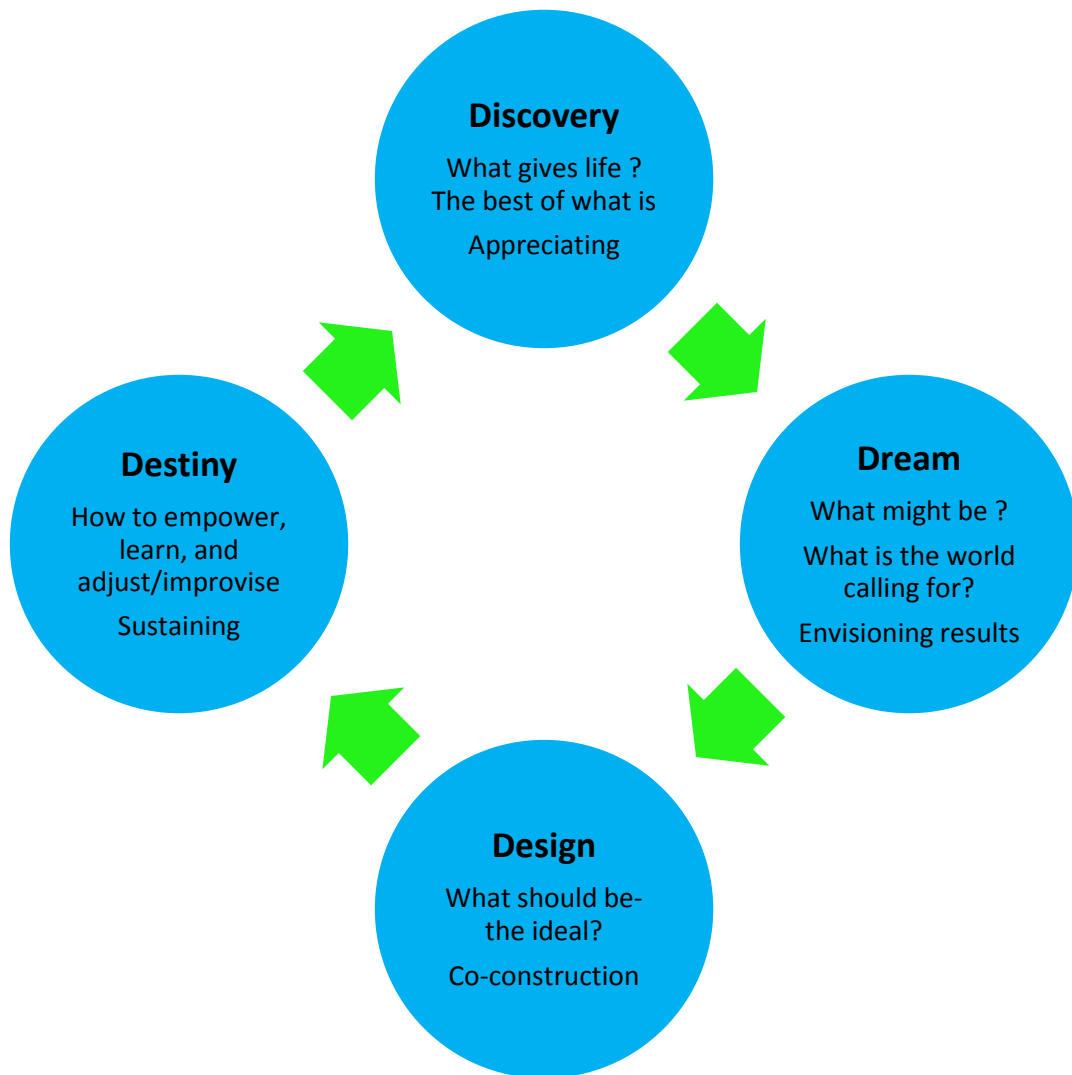 Discovery
What gives life ?
The best of what is
Appreciating
Dream
What might be ?
What is the world
calling for?
Envisioning results
Design
What should be-
the ideal?
Co-construction
Destiny
How to empower,
learn, and
adjust/improvise
Sustaining